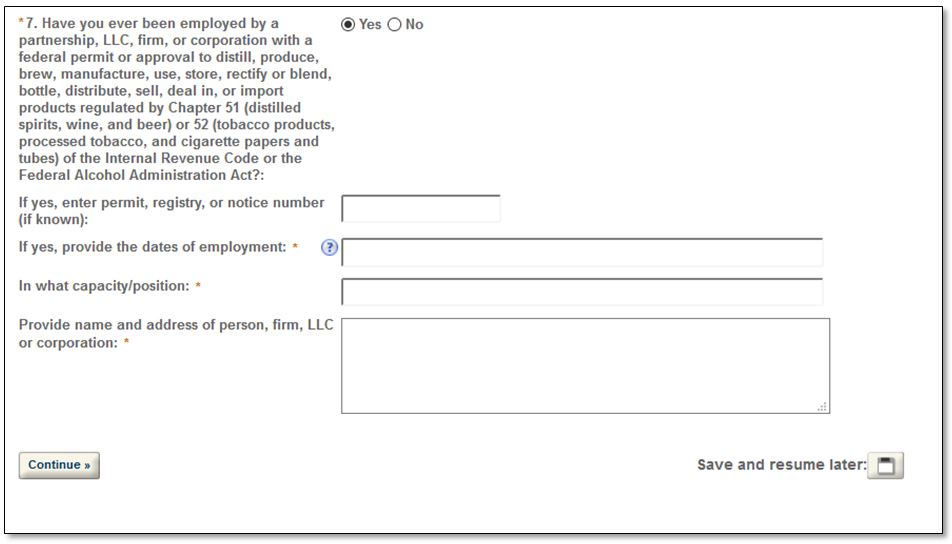 *7. Have you ever been employed by a
partnership, LLC, firm, or corporation with a
federal permit or approval to distill, produce,
brew, manufacture, use, store, rectify or blend,
bottle, distribute, sell, deal in, or import
products regulated by Chapter 51 (distilled
spirits, wine, and beer) or 52 (tobacco products,
processed tobacco, and cigarette papers and
tubes) of the Internal Revenue Code or the
Federal Alcohol Administration Act?:
Yes No
If yes, enter permit, registry, or notice number
(if known):
If yes, provide the dates of employment: * ?
In what capacity/position: *
Provide name and address of person, firm, LLC
or corporation: *
Continue »
Save and resume later: